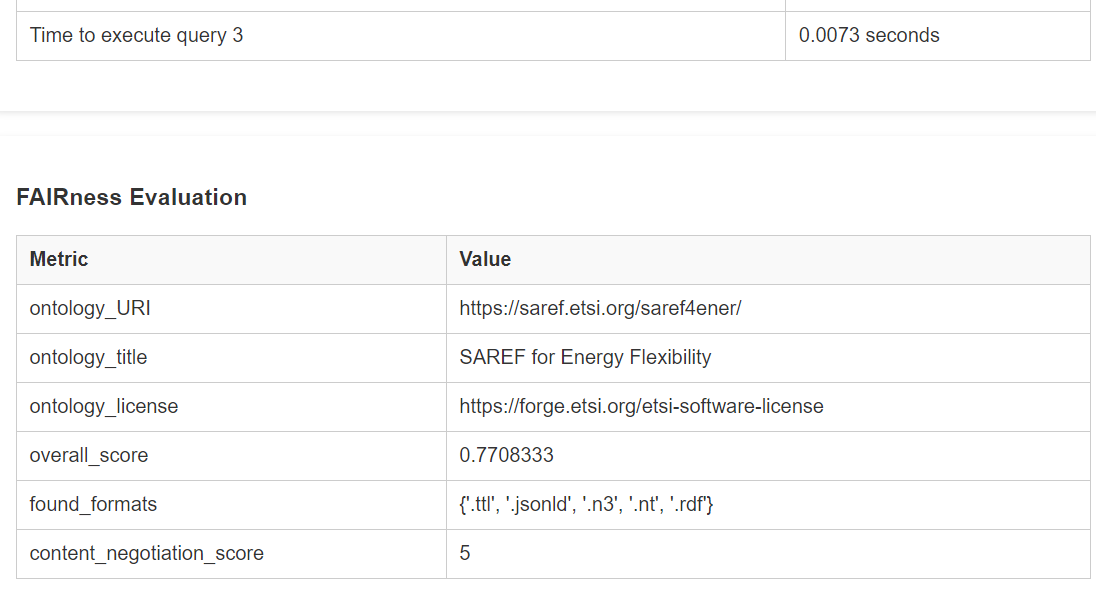 Time to execute query 3 0.0073 seconds
FAIRness Evaluation
Metric Value
ontology_URI https://saref.etsi.org/saref4ener/
ontology_title SAREF for Energy Flexibility
ontology_license https://forge.etsi.org/etsi-software-license
overall_score 0.7708333
found_formats {'.ttl', '.jsonld', '.n3', '.nt', '.rdf'}
content_negotiation_score 5